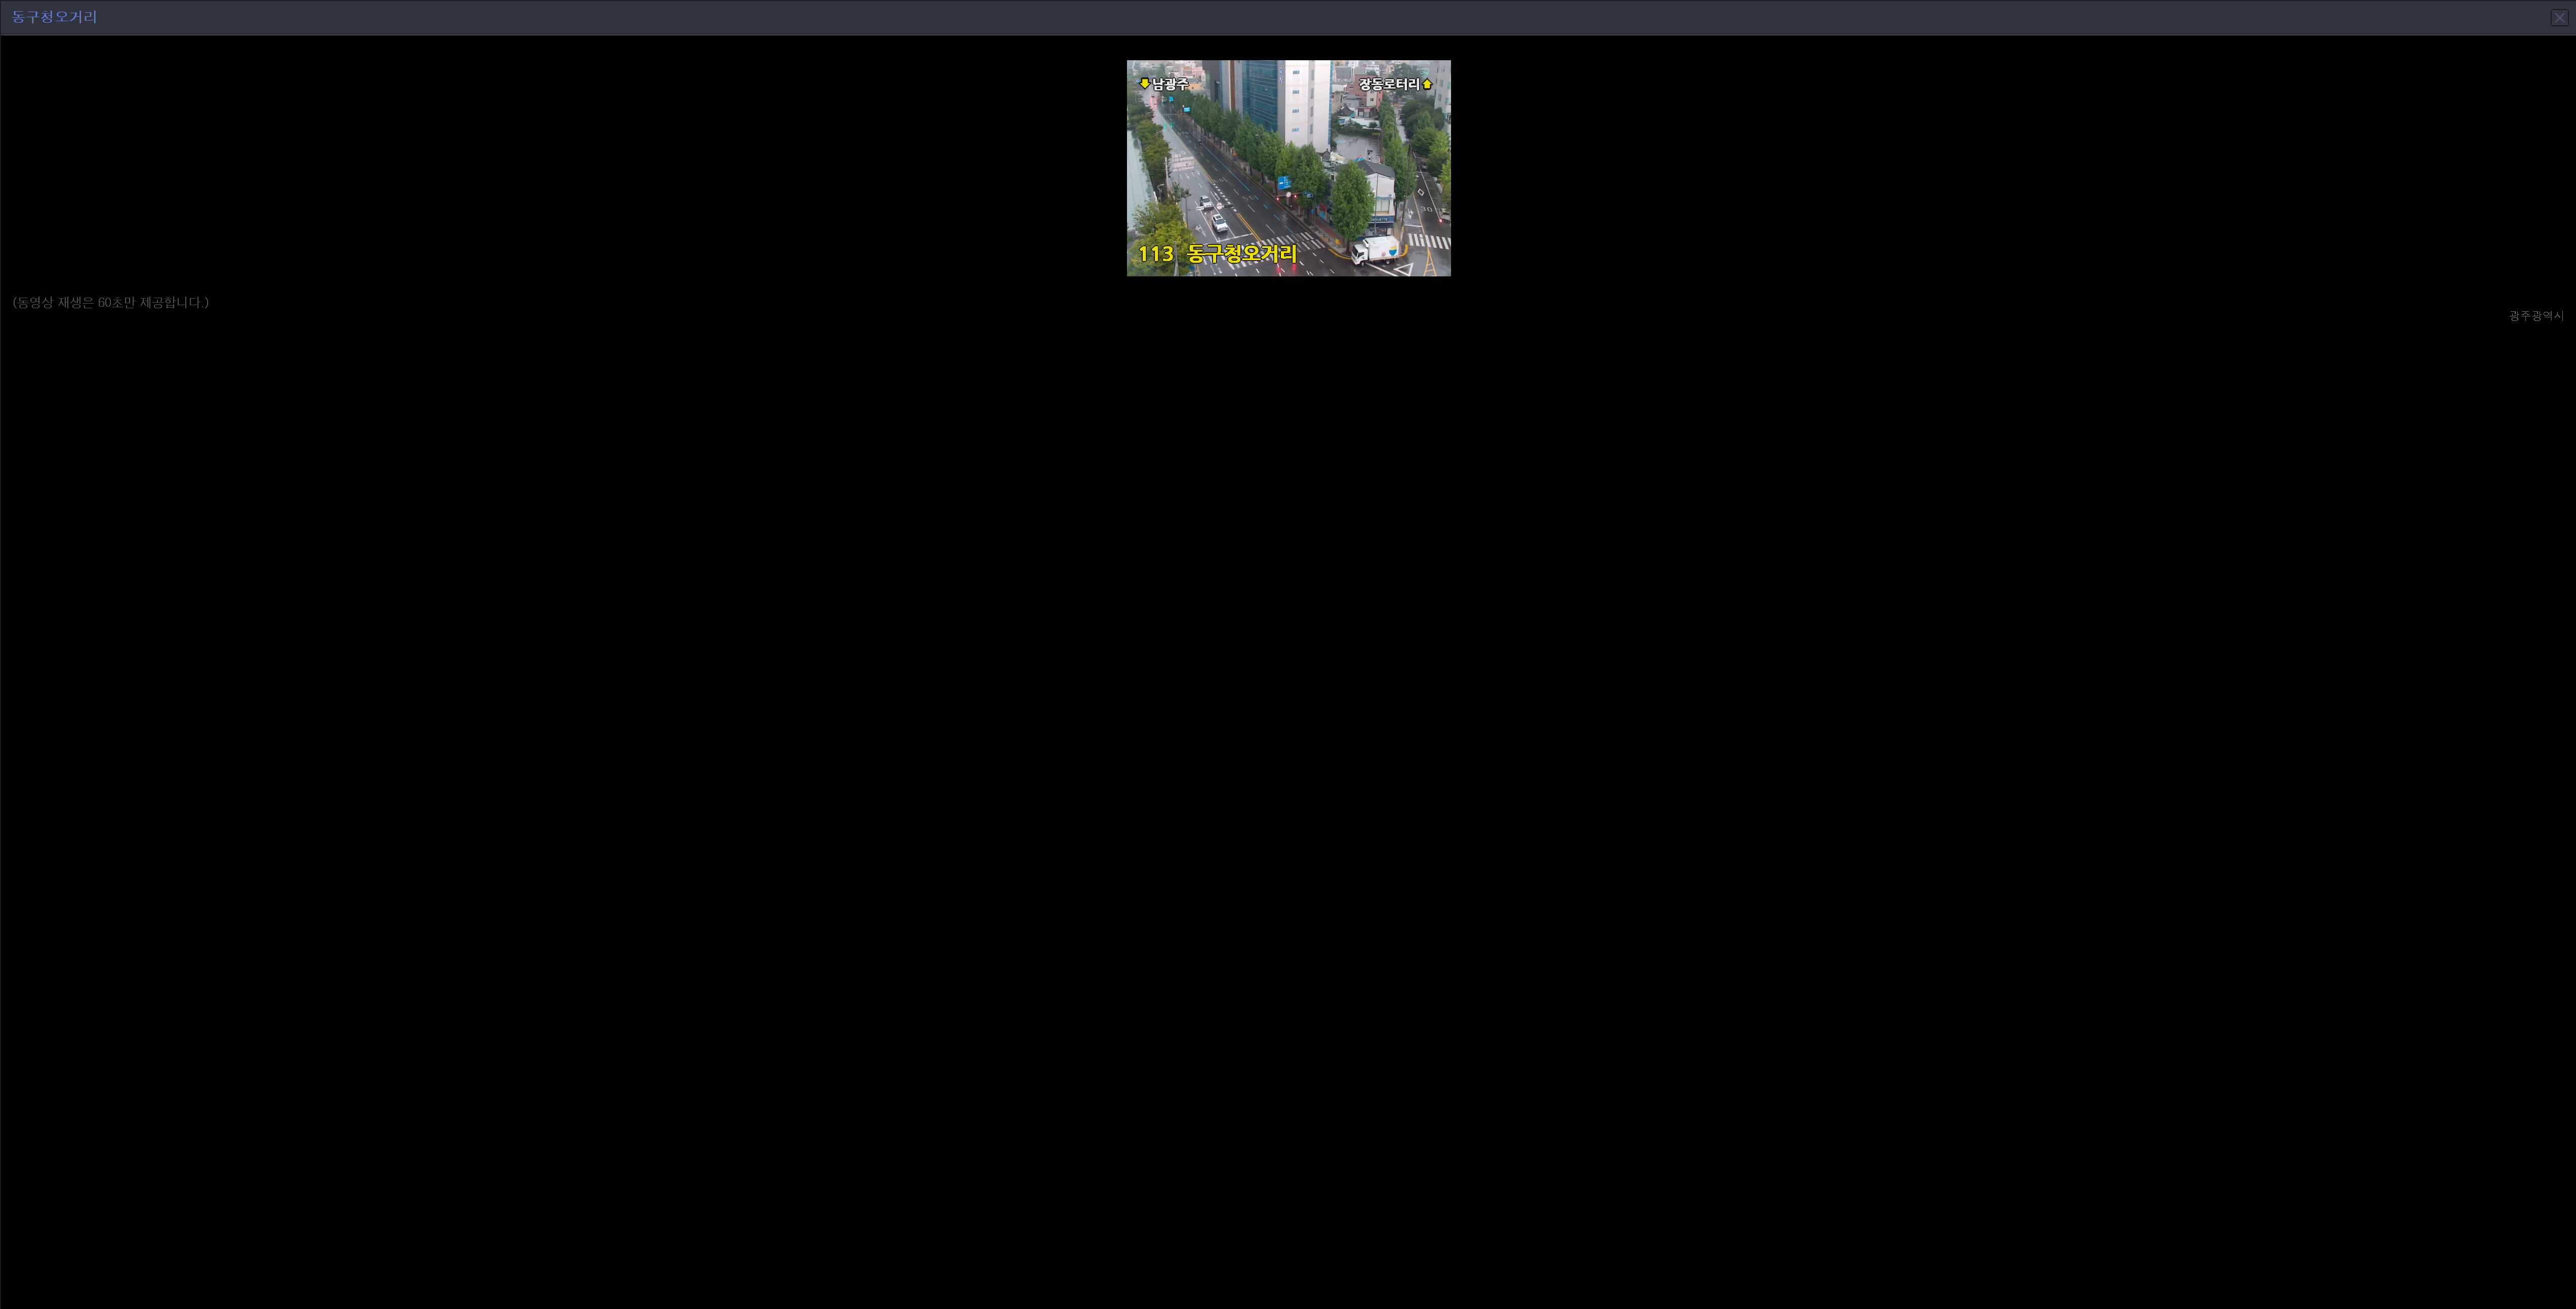 동구청오거리
남광주
장동로터리
113 동구청오거리
(동영상 재생은 60초만 제공합니다.)
광주광역시